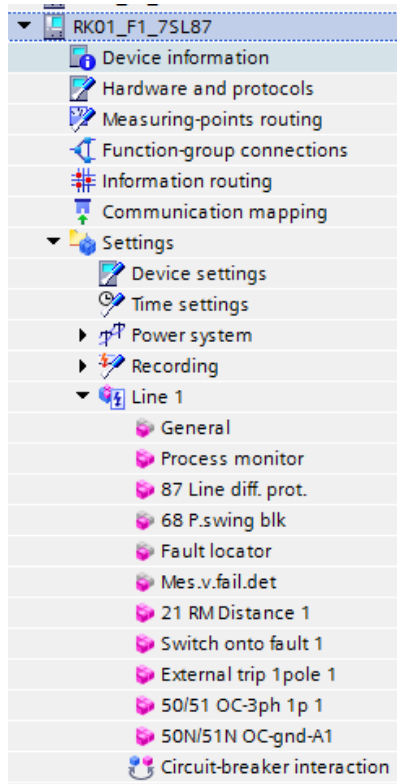 RK01_F1_7SL87
Device information
Hardware and protocols
Measuring-points routing
Function-group connections
Information routing
Communication mapping
Settings
Device settings
Time settings
Power system
Recording
Line 1
General
Process monitor
87 Line diff. prot.
68 P.swing blk
Fault locator
Mes.v.fail.det
21 RM Distance 1
Switch onto fault 1
External trip 1pole 1
50/51 OC-3ph 1p 1
50N/51N OC-gnd-A1
Circuit-breaker interaction